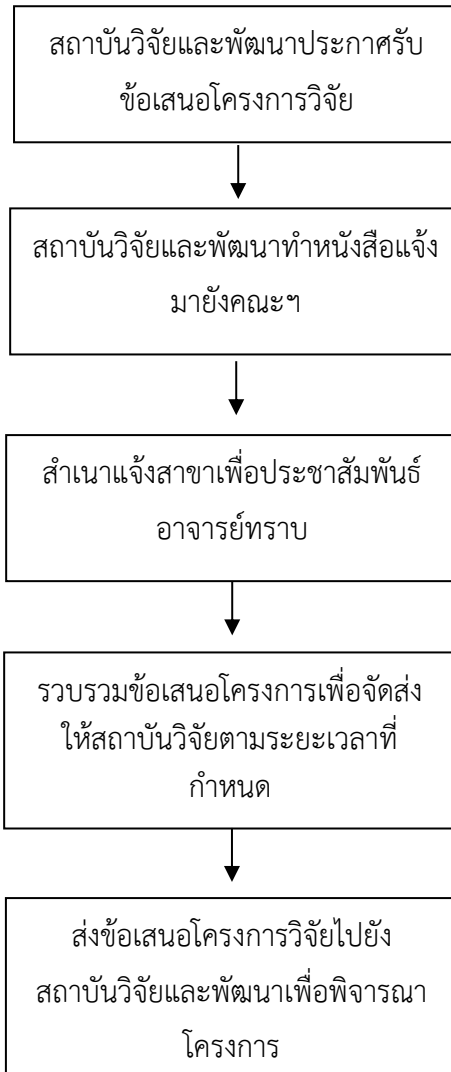 สถาบันวิจัยและพัฒนาประกาศรับ
ข้อเสนอโครงการวิจัย
สถาบันวิจัยและพัฒนาทำหนังสือแจ้ง
มายังคณะฯ
สำเนาแจ้งสาขาเพื่อประชาสัมพันธ์
อาจารย์ทราบ
รวบรวมข้อเสนอโครงการเพื่อจัดส่ง
ให้สถาบันวิจัยตามระยะเวลาที่
กำหนด
ส่งข้อเสนอโครงการวิจัยไปยัง
สถาบันวิจัยและพัฒนาเพื่อพิจารณา
โครงการ